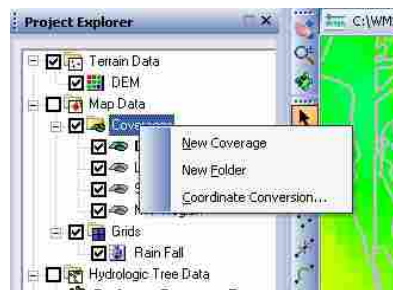 Project Explorer
C:\WM
Terrain Data
DEM
Map Data
Coverage
New Coverage
New Folder
Coordinate Conversion...
Grids
Rain Fall
Hydrologic Tree Data